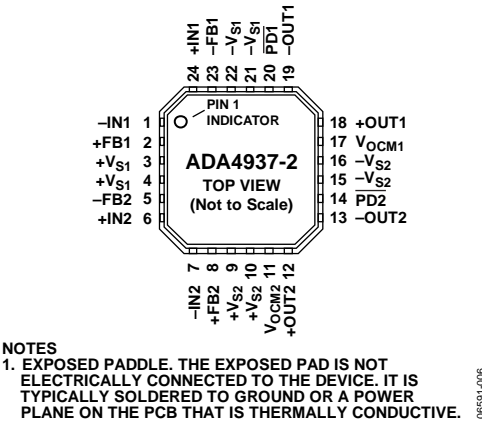 24 +IN1
23 –FB1
22 –VS1
21 –VS1
20 PD1
19 –OUT1
PIN 1
INDICATOR
–IN1 1
+FB1 2
+VS1 3
+VS1 4
–FB2 5
+IN2 6
ADA4937-2
TOP VIEW
(Not to Scale)
18 +OUT1
17 VOCM1
16 –VS2
15 –VS2
14 PD2
13 –OUT2
–IN2 7
+FB2 8
+VS2 9
+VS2 10
VOCM2 11
+OUT2 12
NOTES
1. EXPOSED PADDLE. THE EXPOSED PAD IS NOT
ELECTRICALLY CONNECTED TO THE DEVICE. IT IS
TYPICALLY SOLDERED TO GROUND OR A POWER
PLANE ON THE PCB THAT IS THERMALLY CONDUCTIVE.
06591-006